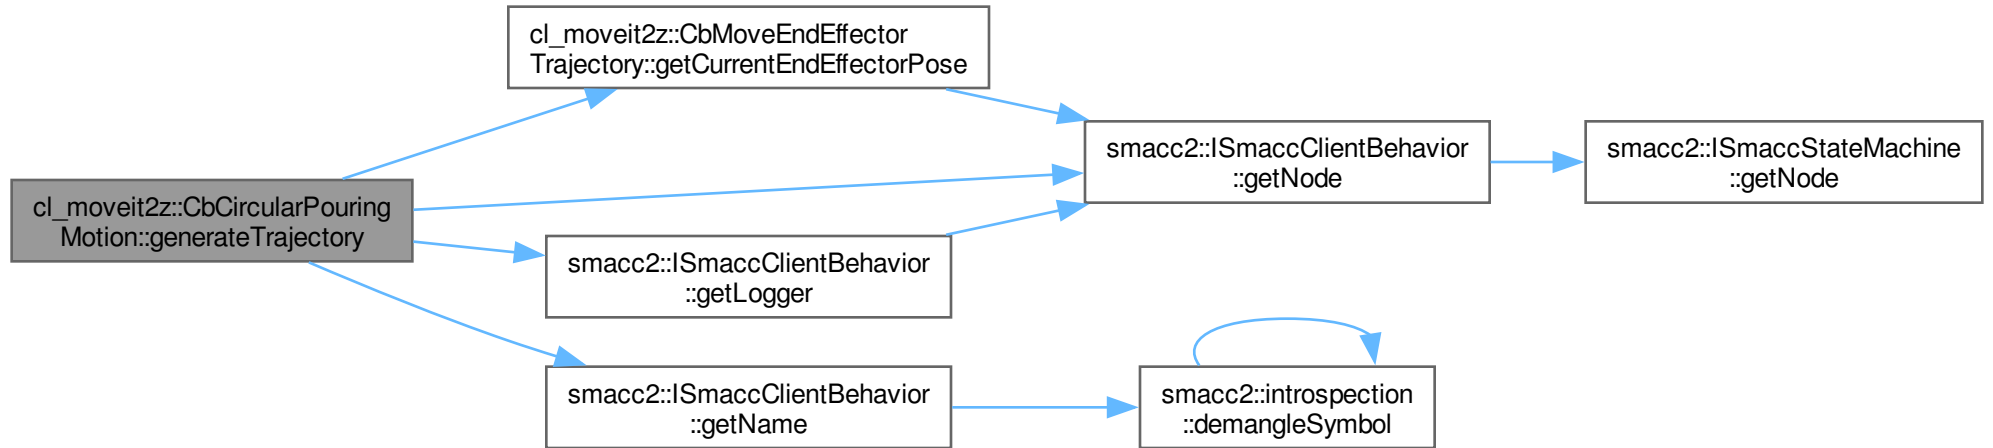 cl_moveit2z::CbMoveEndEffector
Trajectory::getCurrentEndEffectorPose
smacc2::ISmaccClientBehavior
::getNode
smacc2::ISmaccStateMachine
::getNode
cl_moveit2z::CbCircularPouring
Motion::generateTrajectory
smacc2::ISmaccClientBehavior
::getLogger
smacc2::ISmaccClientBehavior
::getName
smacc2::introspection
::demangleSymbol